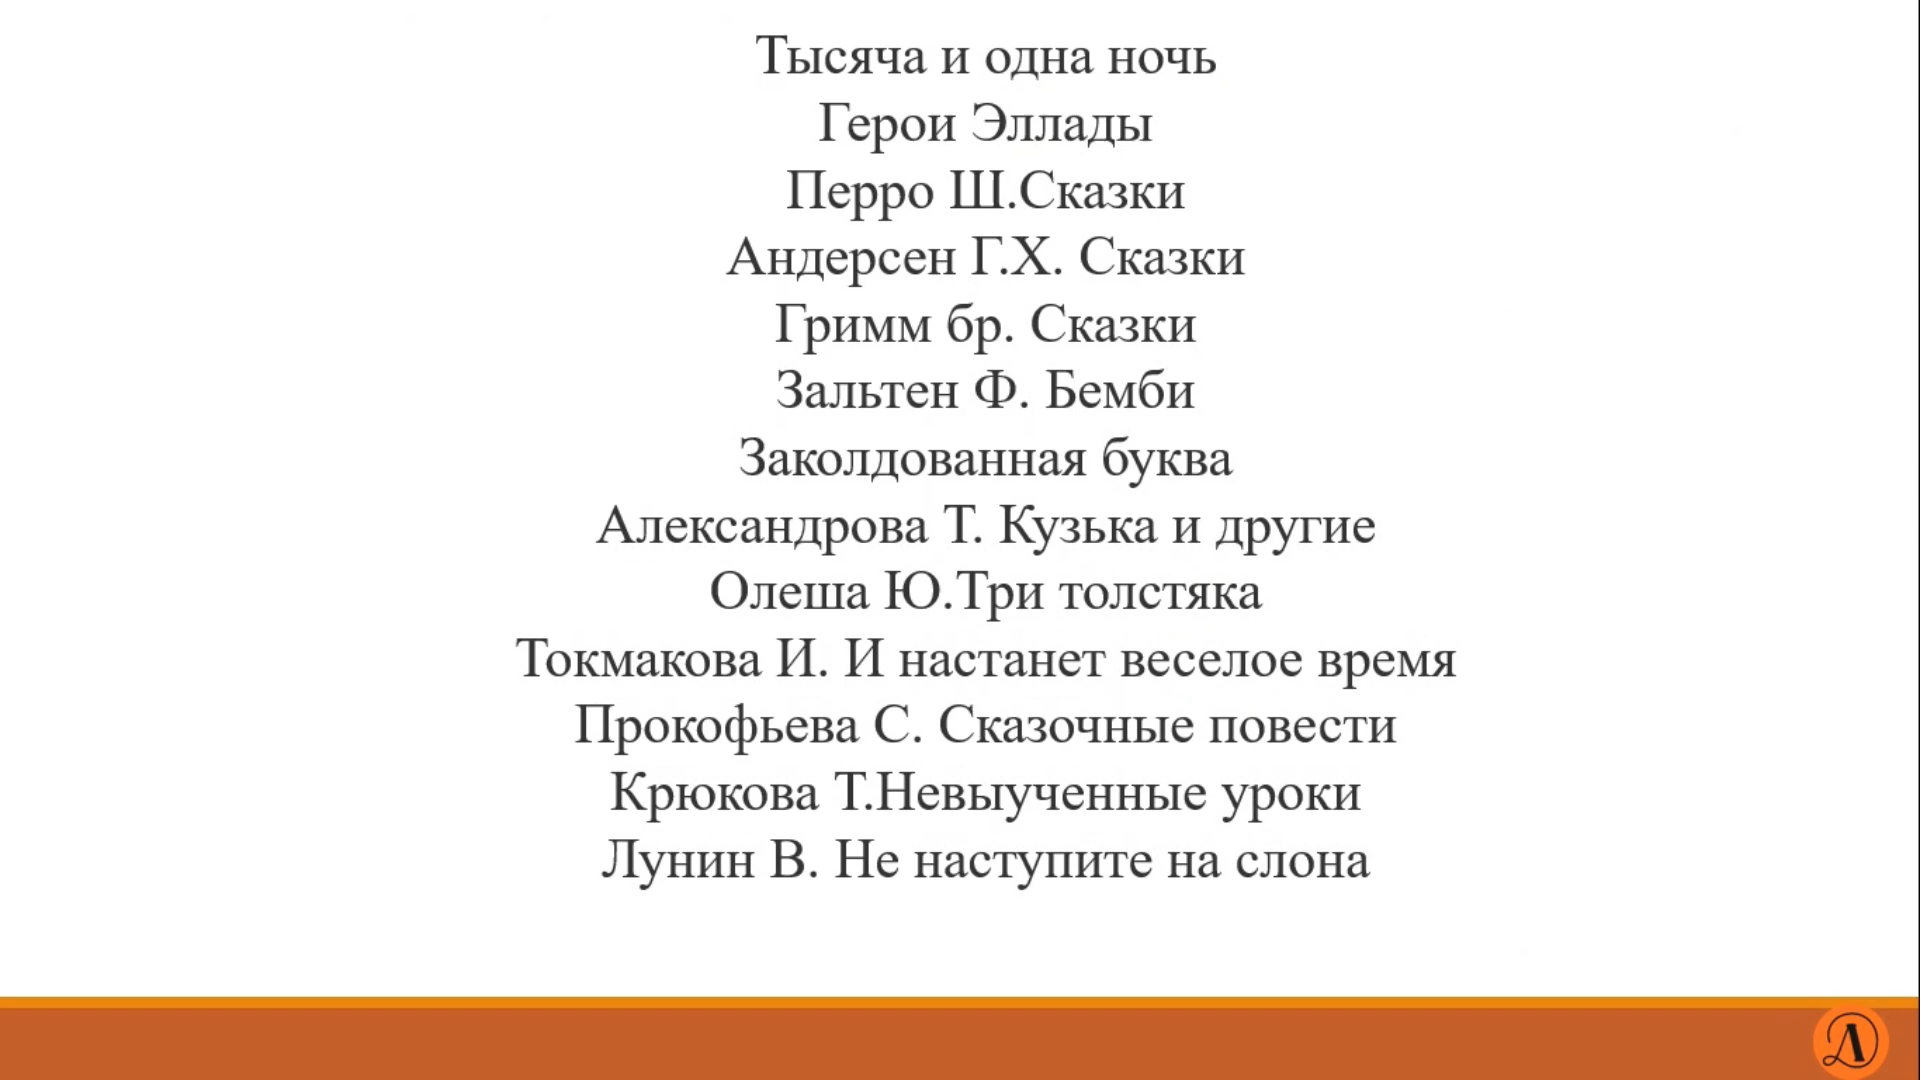 Тысяча и одна ночь
Герои Эллады
Перро Ш.Сказки
Андерсен Г.Х. Сказки
Гримм бр. Сказки
Зальтен Ф. Бемби
Заколдованная буква
Александрова Т. Кузька и другие
Олеша Ю.Три толстяка
Токмакова И. И настанет веселое время
Прокофьева С. Сказочные повести
Крюкова Т.Невыученные уроки
Лунин В. Не наступите на слона
Л